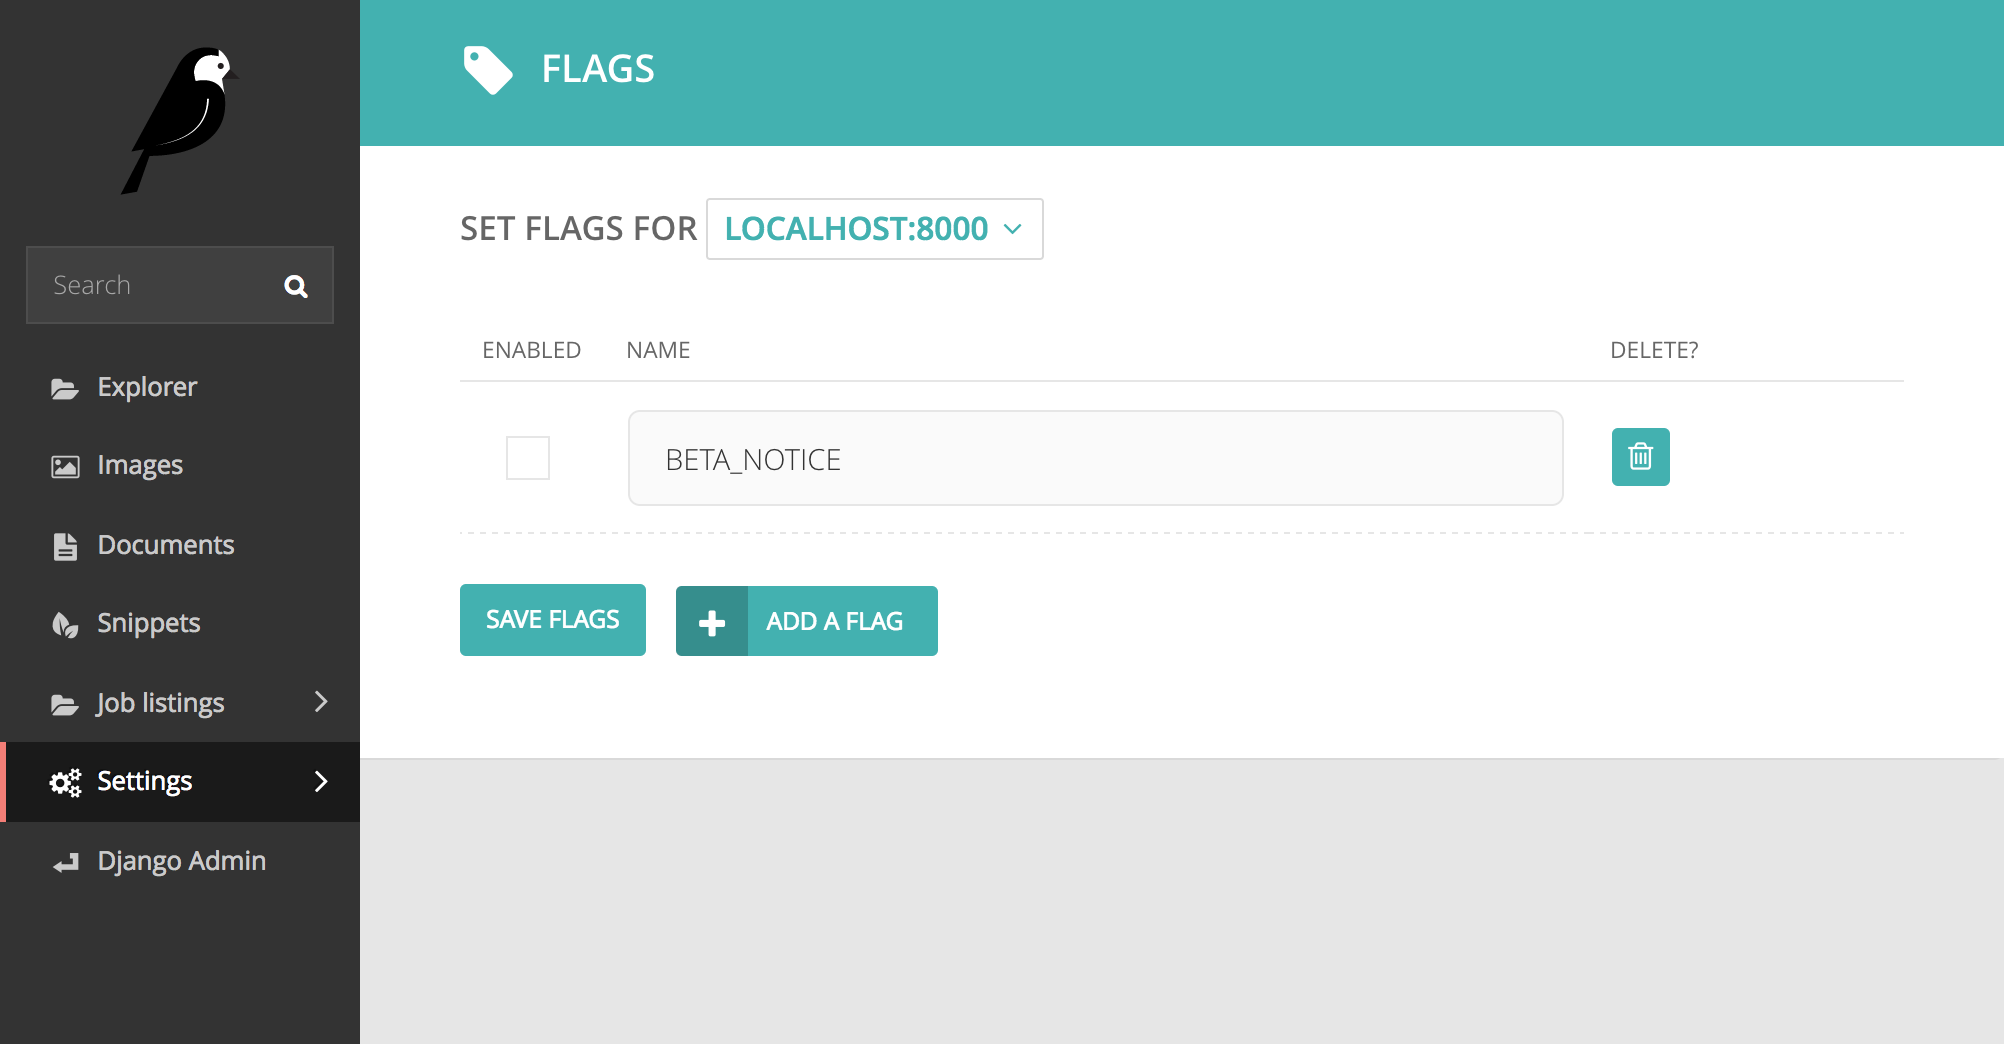 FLAGS
SET FLAGS FOR LOCALHOST:8000
Search
ENABLED NAME DELETE?
Explorer
BETA_NOTICE
Images
Documents
Snippets
SAVE FLAGS ADD A FLAG
Job listings
Settings
Django Admin